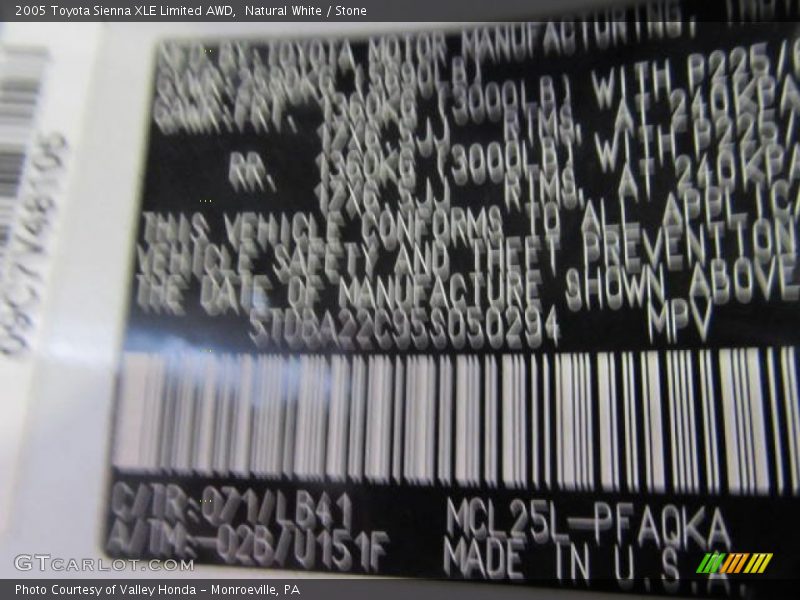 2005 Toyota Sienna XLE Limited AWD, Natural White / Stone
TOYOTA MOTOR MANUFACTURING,
WITH P225/
1360KG (3000LB) RIMS, AT 240KPA
WITH P225/
RR. 1360KG (3000LB) RIMS, AT 240KPA
THIS VEHICLE CONFORMS TO ALL APPLICA
VEHICLE SAFETY AND THEFT PREVENTION
THE DATE OF MANUFACTURE SHOWN ABOVE
5TDBA22C95S050294 MPV
C/TR: 071/LB41 MCL25L-PFAQKA
A/TM:-02B/U151F MADE IN U.S.A.
GTCARLOT.COM
Photo Courtesy of Valley Honda - Monroeville, PA